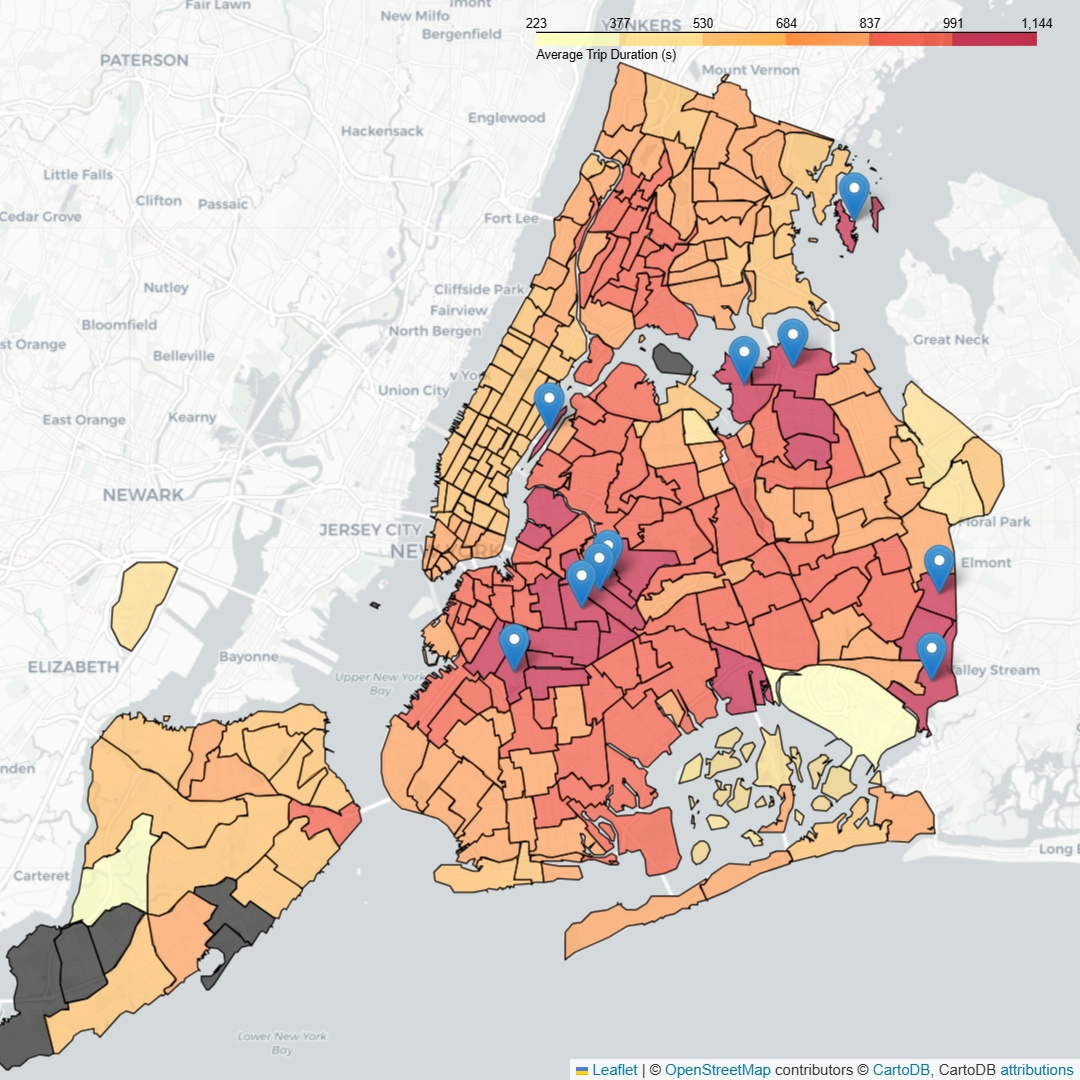 Fair Lawn
New Milfo
Bergenfield
YONKERS
223 377 530 684 837 991 1,144
Average Trip Duration (s)
PATERSON
Mount Vernon
Englewood
Hackensack
Little Falls
Clifton
Passaic
Cedar Grove
Fort Lee
Nutley
Cliffside Park
Fairview
Bloomfield
North Bergen
st Orange
Belleville
Great Neck
Union City
East Orange
Kearny
NEWARK
JERSEY CITY
NEW YORK
Floral Park
Elmont
ELIZABETH
Bayonne
Valley Stream
Upper New York
Bay
nden
Carteret
Long B
Lower New York
Bay
Leaflet | © OpenStreetMap contributors © CartoDB, CartoDB attributions